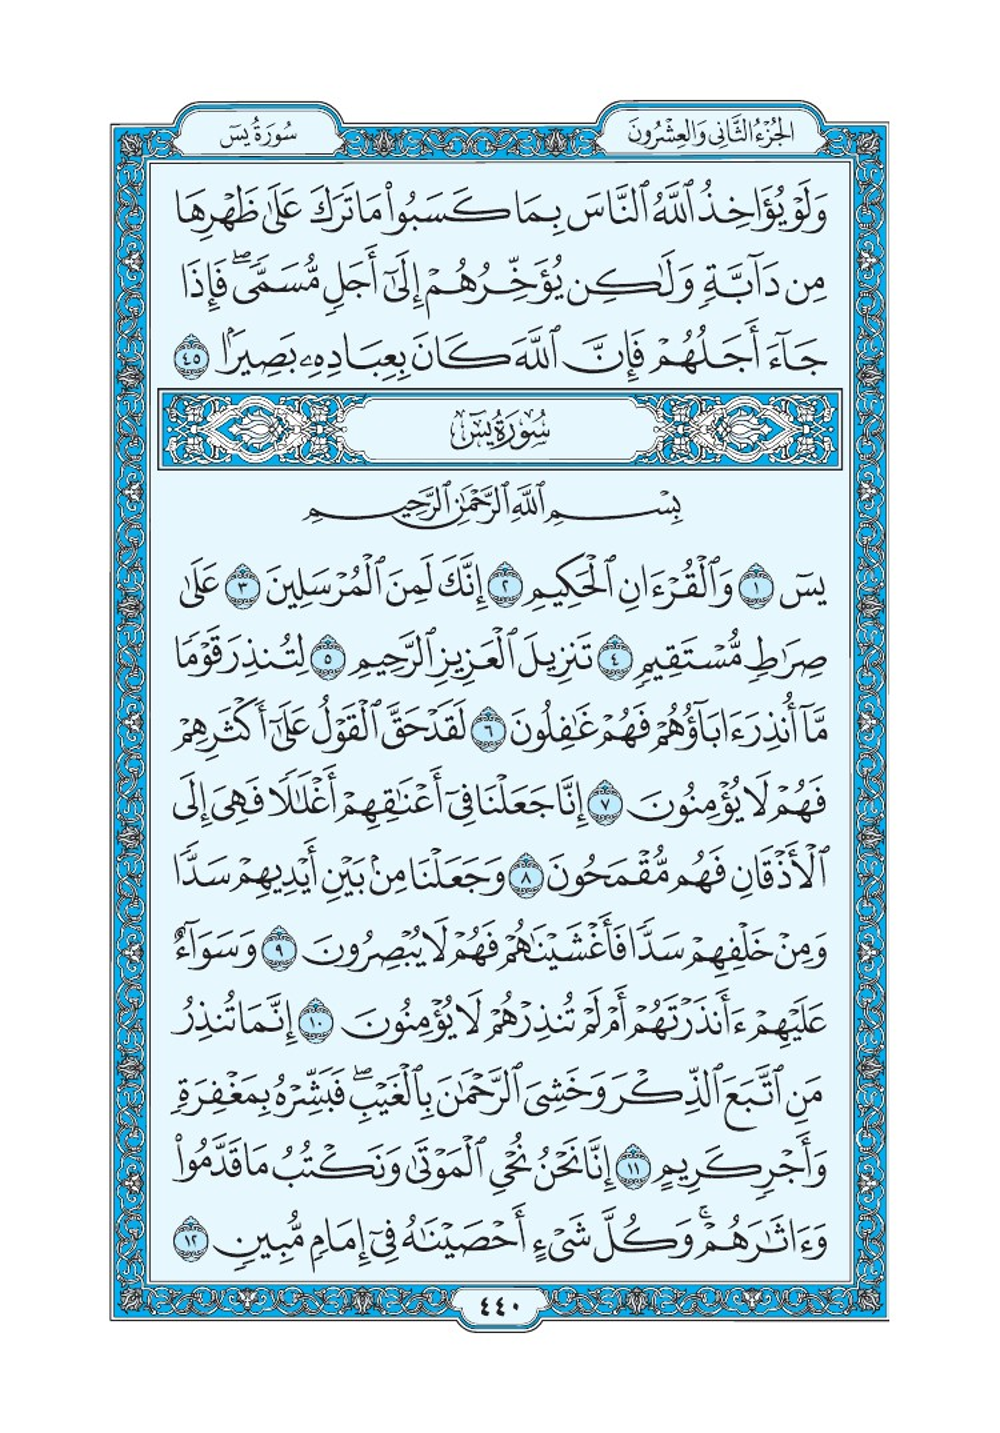 الجُزْءُ الثَّانِي وَالعِشْرُونَ
سُورَةُ يسٓ
وَلَوْ يُؤَاخِذُ ٱللَّهُ ٱلنَّاسَ بِمَا كَسَبُوا۟ مَا تَرَكَ عَلَىٰ ظَهْرِهَا
مِن دَآبَّةٍ وَلَٰكِن يُؤَخِّرُهُمْ إِلَىٰٓ أَجَلٍ مُّسَمًّى ۖ فَإِذَا
جَآءَ أَجَلُهُمْ فَإِنَّ ٱللَّهَ كَانَ بِعِبَادِهِۦ بَصِيرًۢا ٤٥
سُورَةُ يسٓ
بِسْمِ ٱللَّهِ ٱلرَّحْمَٰنِ ٱلرَّحِيمِ
يسٓ ١ وَٱلْقُرْءَانِ ٱلْحَكِيمِ ٢ إِنَّكَ لَمِنَ ٱلْمُرْسَلِينَ ٣ عَلَىٰ
صِرَٰطٍ مُّسْتَقِيمٍ ٤ تَنزِيلَ ٱلْعَزِيزِ ٱلرَّحِيمِ ٥ لِتُنذِرَ قَوْمًا
مَّآ أُنذِرَ ءَابَآؤُهُمْ فَهُمْ غَٰفِلُونَ ٦ لَقَدْ حَقَّ ٱلْقَوْلُ عَلَىٰٓ أَكْثَرِهِمْ
فَهُمْ لَا يُؤْمِنُونَ ٧ إِنَّا جَعَلْنَا فِىٓ أَعْنَٰقِهِمْ أَغْلَٰلًا فَهِىَ إِلَى
ٱلْأَذْقَانِ فَهُم مُّقْمَحُونَ ٨ وَجَعَلْنَا مِنۢ بَيْنِ أَيْدِيهِمْ سَدًّا
وَمِنْ خَلْفِهِمْ سَدًّا فَأَغْشَيْنَٰهُمْ فَهُمْ لَا يُبْصِرُونَ ٩ وَسَوَآءٌ
عَلَيْهِمْ ءَأَنذَرْتَهُمْ أَمْ لَمْ تُنذِرْهُمْ لَا يُؤْمِنُونَ ١٠ إِنَّمَا تُنذِرُ
مَنِ ٱتَّبَعَ ٱلذِّكْرَ وَخَشِىَ ٱلرَّحْمَٰنَ بِٱلْغَيْبِ ۖ فَبَشِّرْهُ بِمَغْفِرَةٍ
وَأَجْرٍ كَرِيمٍ ١١ إِنَّا نَحْنُ نُحْىِ ٱلْمَوْتَىٰ وَنَكْتُبُ مَا قَدَّمُوا۟
وَءَاثَٰرَهُمْ ۚ وَكُلَّ شَىْءٍ أَحْصَيْنَٰهُ فِىٓ إِمَامٍ مُّبِينٍ ١٢
٤٤٠